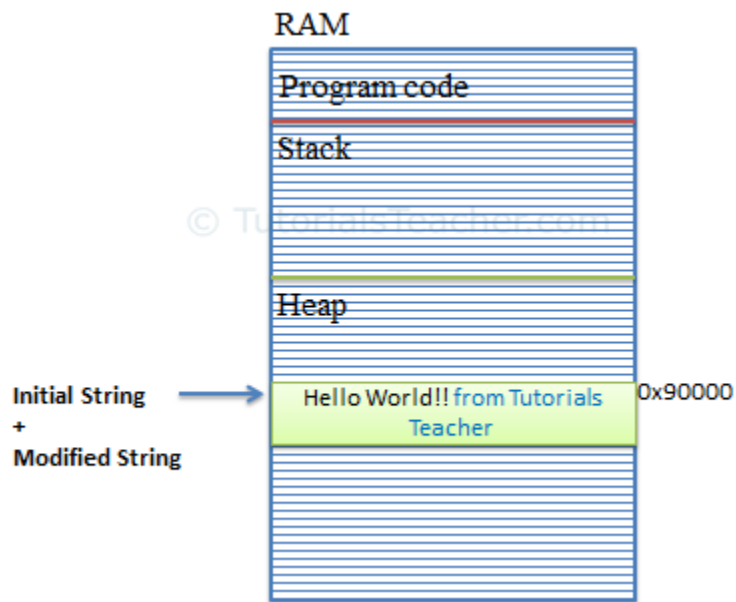 RAM
Program code
Stack
© TutorialsTeacher.com
Heap
Initial String
+
Modified String
Hello World!! from Tutorials
Teacher
0x90000